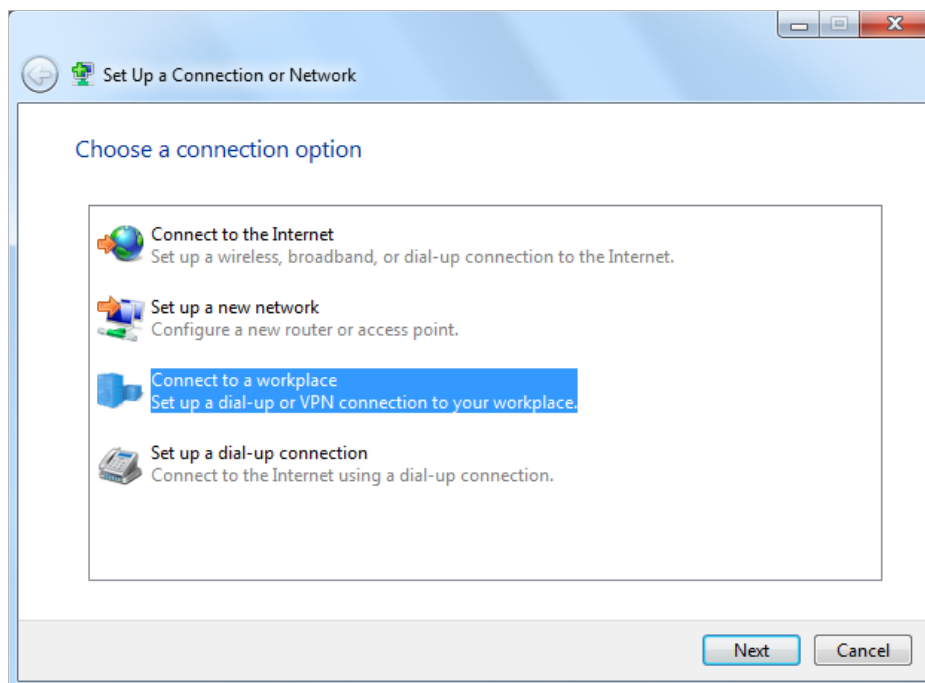 Set Up a Connection or Network
Choose a connection option
Connect to the Internet
Set up a wireless, broadband, or dial-up connection to the Internet.
Set up a new network
Configure a new router or access point.
Connect to a workplace
Set up a dial-up or VPN connection to your workplace.
Set up a dial-up connection
Connect to the Internet using a dial-up connection.
Next Cancel